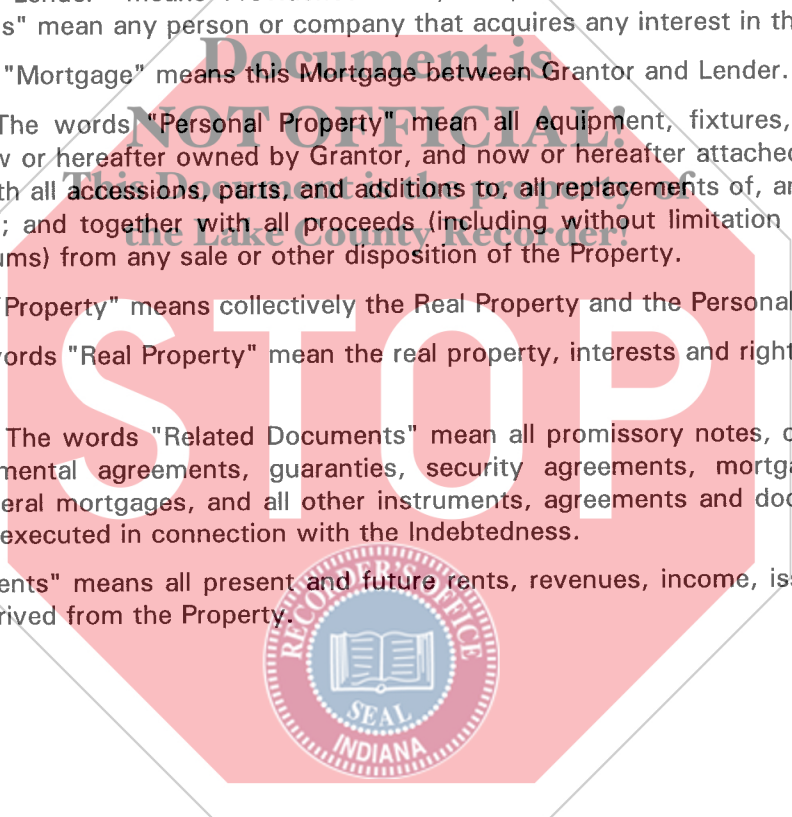 s" mean any person or company that acquires any interest in th
"Mortgage" means this Mortgage between Grantor and Lender.
The words "Personal Property" mean all equipment, fixtures,
w or hereafter owned by Grantor, and now or hereafter attached
th all accessions, parts, and additions to, all replacements of, an
; and together with all proceeds (including without limitation
ums) from any sale or other disposition of the Property.
"Property" means collectively the Real Property and the Personal
ords "Real Property" mean the real property, interests and right
The words "Related Documents" mean all promissory notes, c
mental agreements, guaranties, security agreements, mortga
eral mortgages, and all other instruments, agreements and doc
executed in connection with the Indebtedness.
ents" means all present and future rents, revenues, income, iss
rived from the Property.
Document is
NOT OFFICIAL!
This Document is the property of
the Lake County Recorder!
STOP
RECORDER'S OFFICE
SEAL
INDIANA